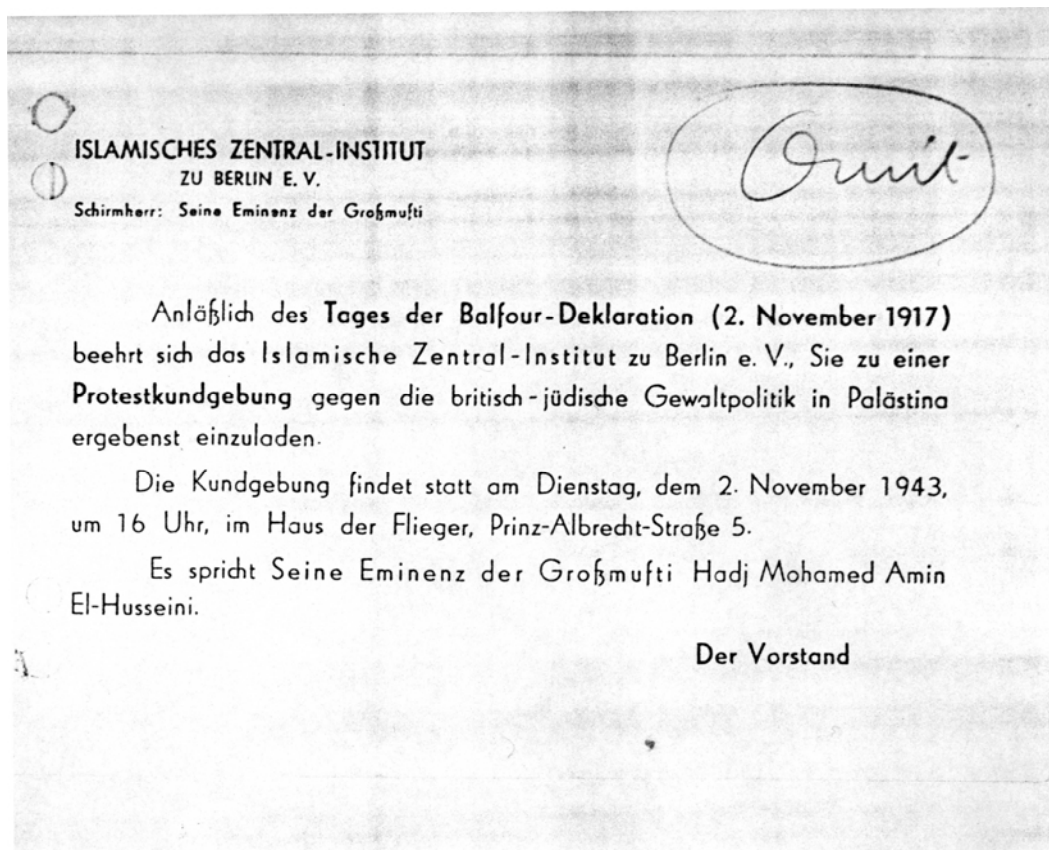 ISLAMISCHES ZENTRAL-INSTITUT
ZU BERLIN E. V.
Schirmherr: Seine Eminenz der Großmufti
Anläßlich des Tages der Balfour-Deklaration (2. November 1917)
beehrt sich das Islamische Zentral-Institut zu Berlin e. V., Sie zu einer
Protestkundgebung gegen die britisch-jüdische Gewaltpolitik in Palästina
ergebenst einzuladen.
Die Kundgebung findet statt am Dienstag, dem 2. November 1943,
um 16 Uhr, im Haus der Flieger, Prinz-Albrecht-Straße 5.
Es spricht Seine Eminenz der Großmufti Hadj Mohamed Amin
El-Husseini.
Der Vorstand